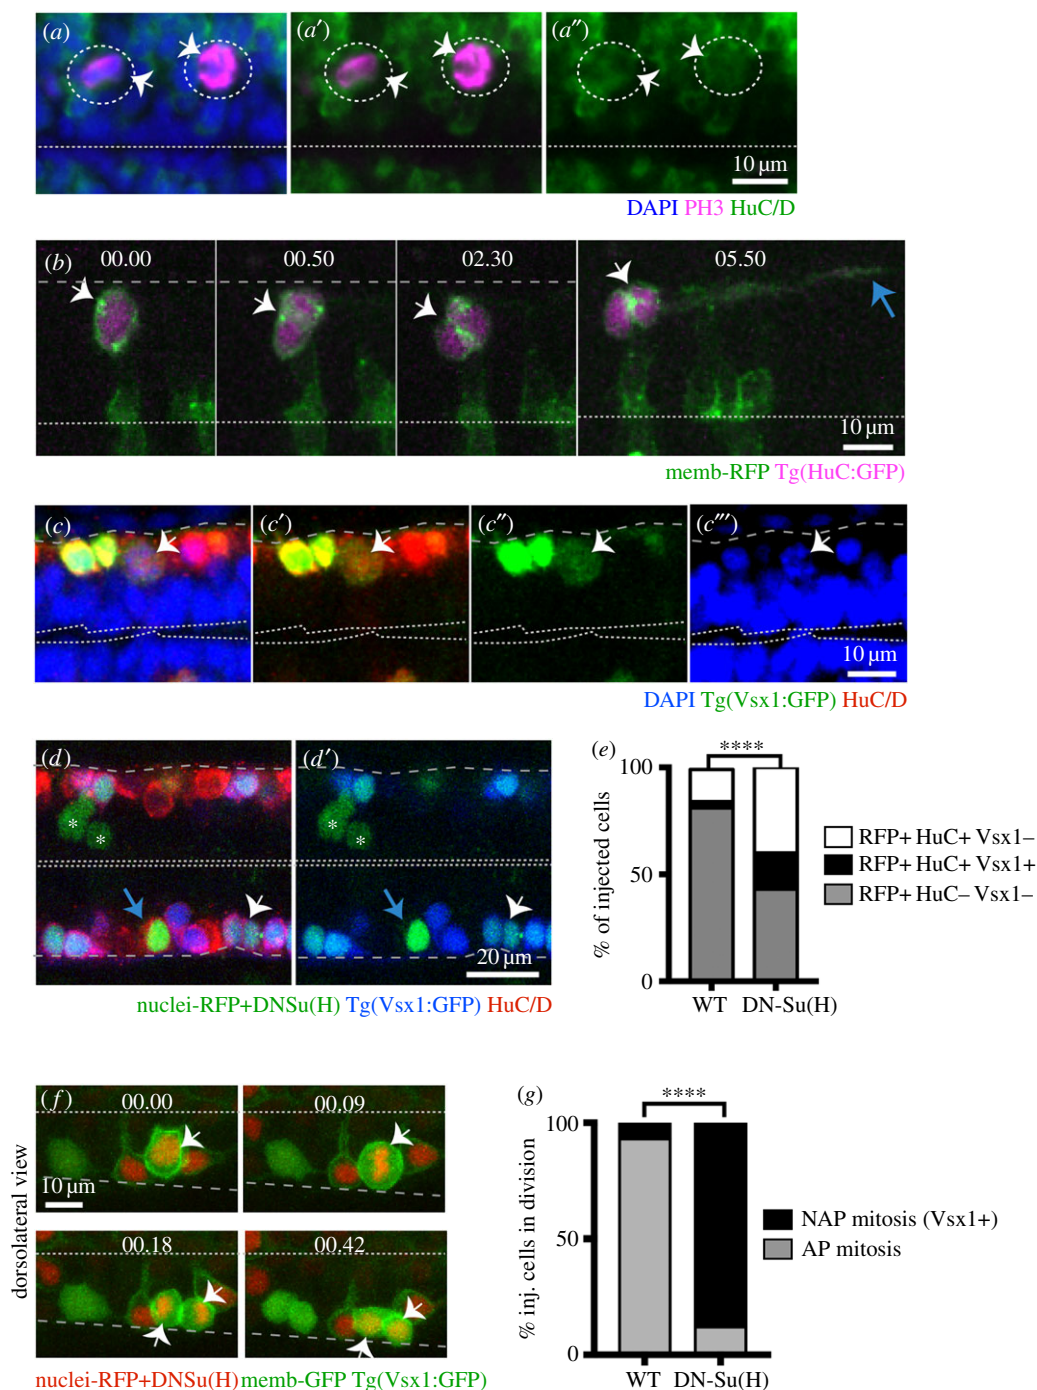 (a) (a′) (a″)
10 µm
DAPI PH3 HuC/D
(b) 00.00 00.50 02.30 05.50
10 µm
memb-RFP Tg(HuC:GFP)
(c) (c′) (c″) (c‴)
10 µm
DAPI Tg(Vsx1:GFP) HuC/D
(d) (d′)
* *
* *
20 µm
nuclei-RFP+DNSu(H) Tg(Vsx1:GFP) HuC/D
(e)
****
% of injected cells
100
50
0
WT DN-Su(H)
RFP+ HuC+ Vsx1–
RFP+ HuC+ Vsx1+
RFP+ HuC– Vsx1–
dorsolateral view
(f) 00.00 00.09
10 µm
00.18 00.42
nuclei-RFP+DNSu(H) memb-GFP Tg(Vsx1:GFP)
(g)
****
% inj. cells in division
100
50
0
WT DN-Su(H)
NAP mitosis (Vsx1+)
AP mitosis